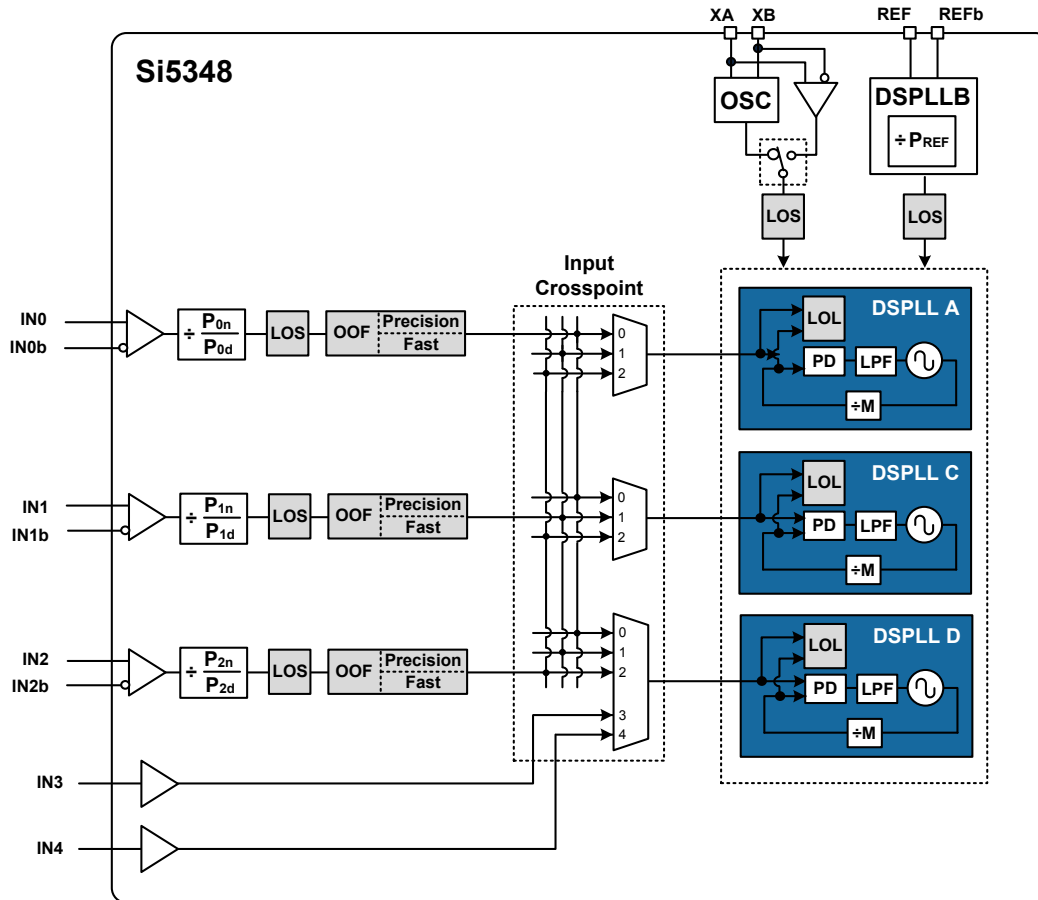 XA XB REF REFb
Si5348
OSC
DSPLLB
÷ PREF
LOS LOS
Input
Crosspoint
IN0
IN0b
÷ P0n
P0d
LOS
OOF
Precision
Fast
0
1
2
DSPLL A
LOL
PD LPF
÷M
IN1
IN1b
÷ P1n
P1d
LOS
OOF
Precision
Fast
0
1
2
DSPLL C
LOL
PD LPF
÷M
IN2
IN2b
÷ P2n
P2d
LOS
OOF
Precision
Fast
0
1
2
3
4
DSPLL D
LOL
PD LPF
÷M
IN3
IN4